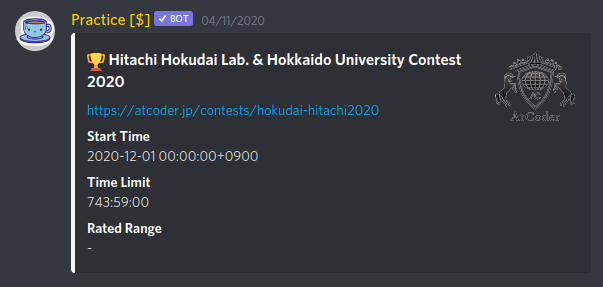 Practice [$] ✓ BOT 04/11/2020
🏆 Hitachi Hokudai Lab. & Hokkaido University Contest
2020
AC
AtCoder
https://atcoder.jp/contests/hokudai-hitachi2020
Start Time
2020-12-01 00:00:00+0900
Time Limit
743:59:00
Rated Range
-